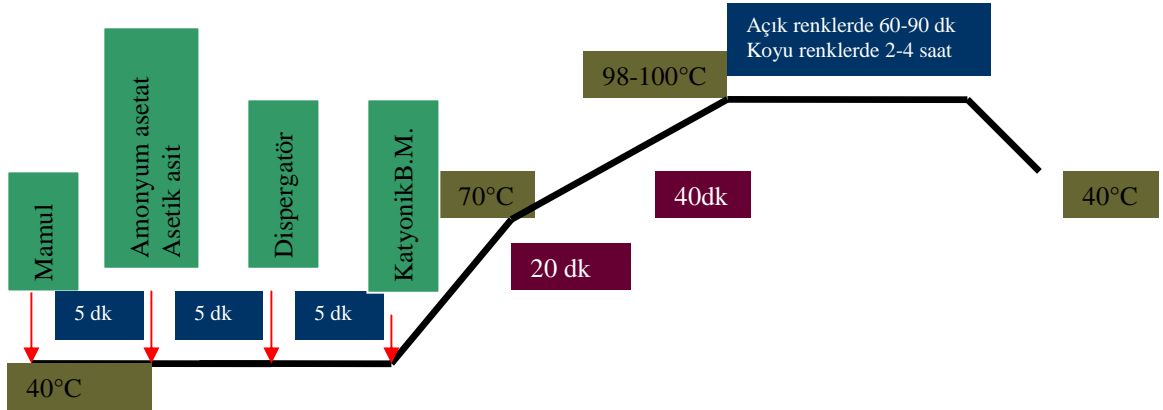 Açık renklerde 60-90 dk
Koyu renklerde 2-4 saat
98-100°C
Mamul
Amonyum asetat
Asetik asit
Dispergatör
KatyonikB.M.
70°C
40dk
40°C
20 dk
5 dk
5 dk
5 dk
40°C